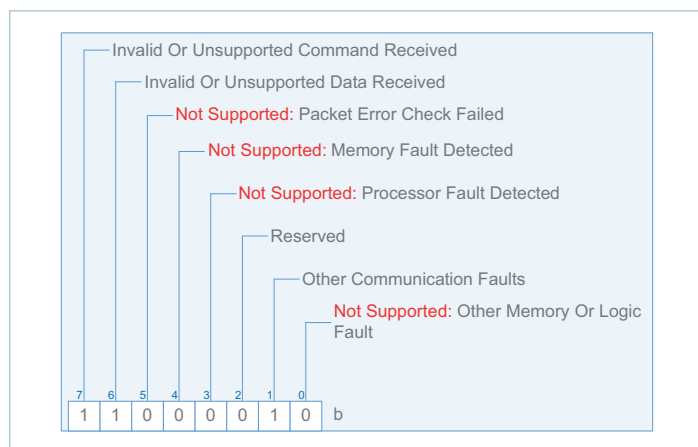 Invalid Or Unsupported Command Received
Invalid Or Unsupported Data Received
Not Supported: Packet Error Check Failed
Not Supported: Memory Fault Detected
Not Supported: Processor Fault Detected
Reserved
Other Communication Faults
Not Supported: Other Memory Or Logic
Fault
7 6 5 4 3 2 1 0
1 1 0 0 0 0 1 0 b